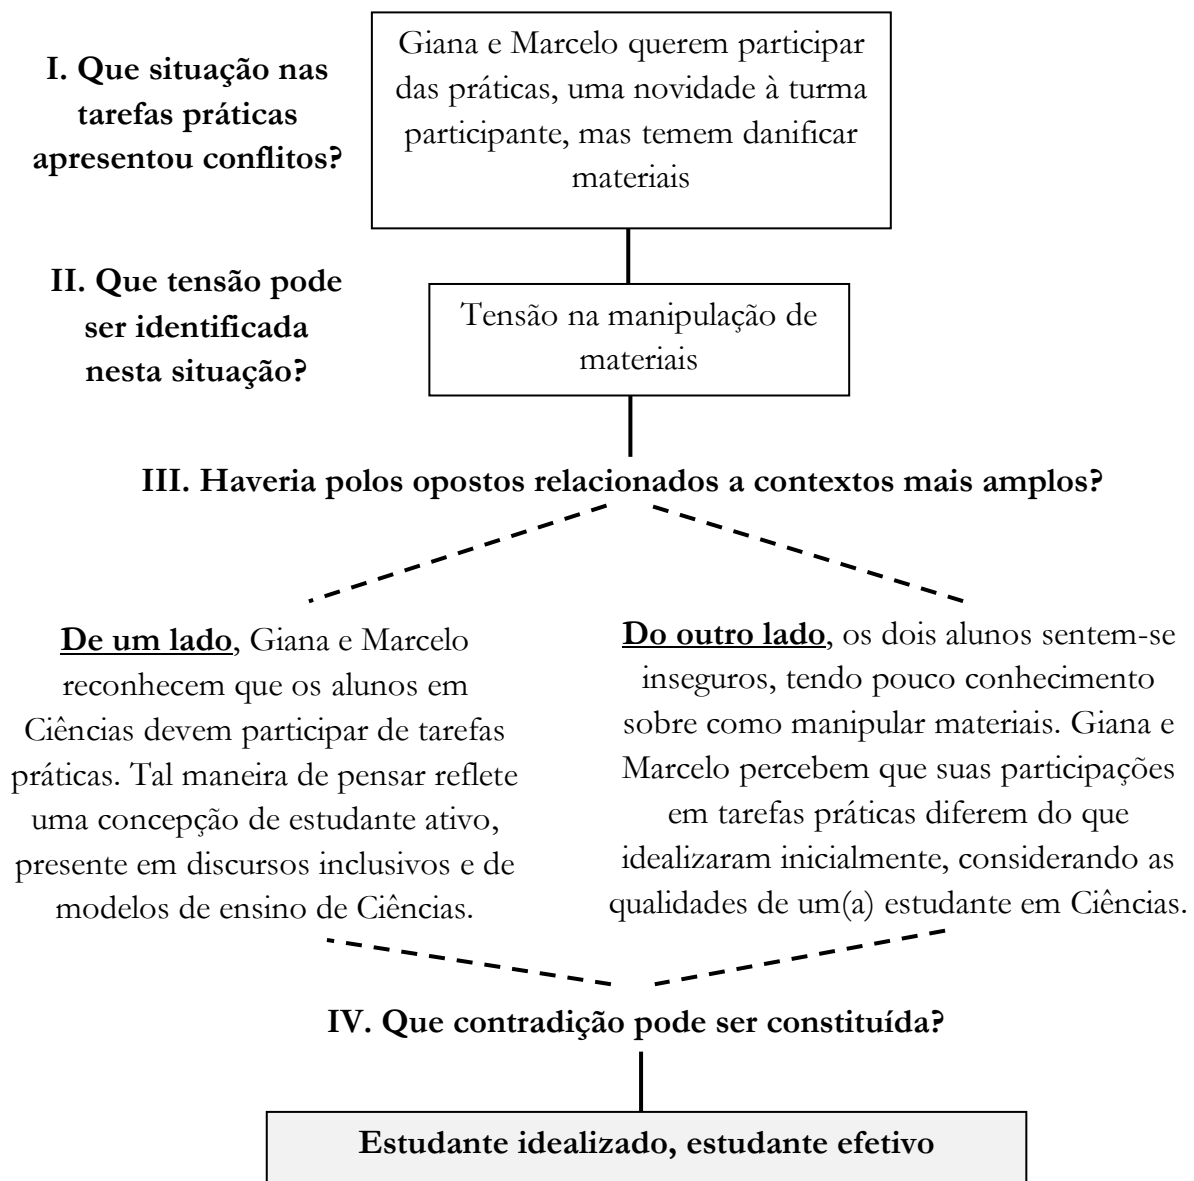 I. Que situação nas
tarefas práticas
apresentou conflitos?
Giana e Marcelo querem participar
das práticas, uma novidade à turma
participante, mas temem danificar
materiais
II. Que tensão pode
ser identificada
nesta situação?
Tensão na manipulação de
materiais
III. Haveria polos opostos relacionados a contextos mais amplos?
De um lado, Giana e Marcelo
reconhecem que os alunos em
Ciências devem participar de tarefas
práticas. Tal maneira de pensar reflete
uma concepção de estudante ativo,
presente em discursos inclusivos e de
modelos de ensino de Ciências.
Do outro lado, os dois alunos sentem-se
inseguros, tendo pouco conhecimento
sobre como manipular materiais. Giana e
Marcelo percebem que suas participações
em tarefas práticas diferem do que
idealizaram inicialmente, considerando as
qualidades de um(a) estudante em Ciências.
IV. Que contradição pode ser constituída?
Estudante idealizado, estudante efetivo